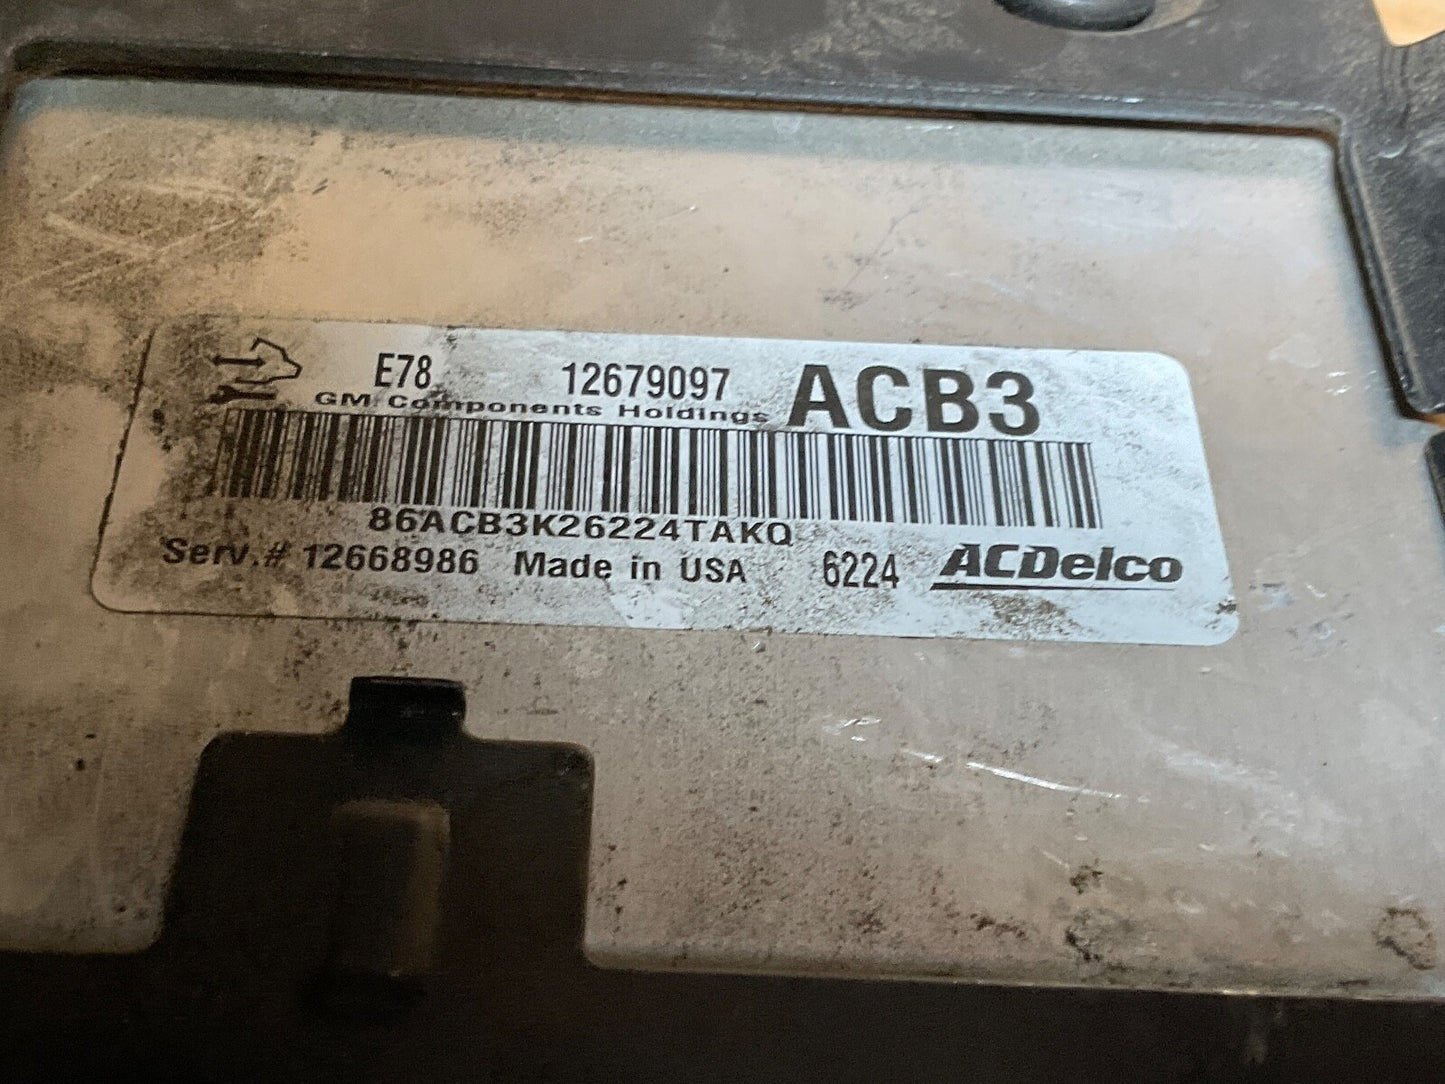 E78 12679097 ACB3
GM Components Holdings
86ACB3K26224TAKQ
Serv.# 12668986 Made in USA 6224 ACDelco